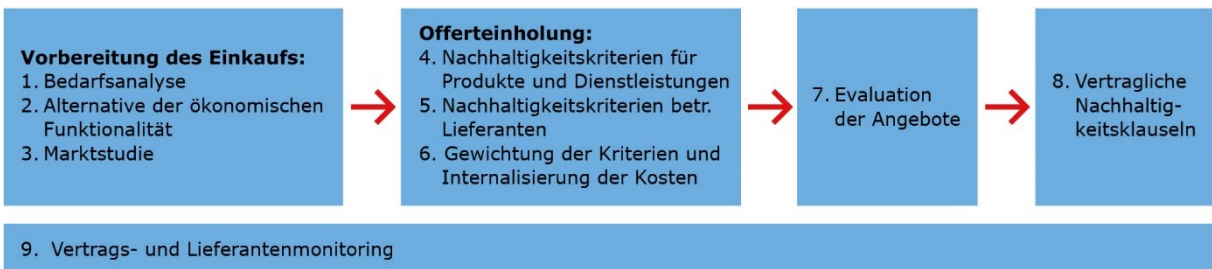 Vorbereitung des Einkaufs:
1. Bedarfsanalyse
2. Alternative der ökonomischen
Funktionalität
3. Marktstudie
Offerteinholung:
4. Nachhaltigkeitskriterien für
Produkte und Dienstleistungen
5. Nachhaltigkeitskriterien betr.
Lieferanten
6. Gewichtung der Kriterien und
Internalisierung der Kosten
7. Evaluation
der Angebote
8. Vertragliche
Nachhaltig-
keitsklauseln
9. Vertrags- und Lieferantenmonitoring